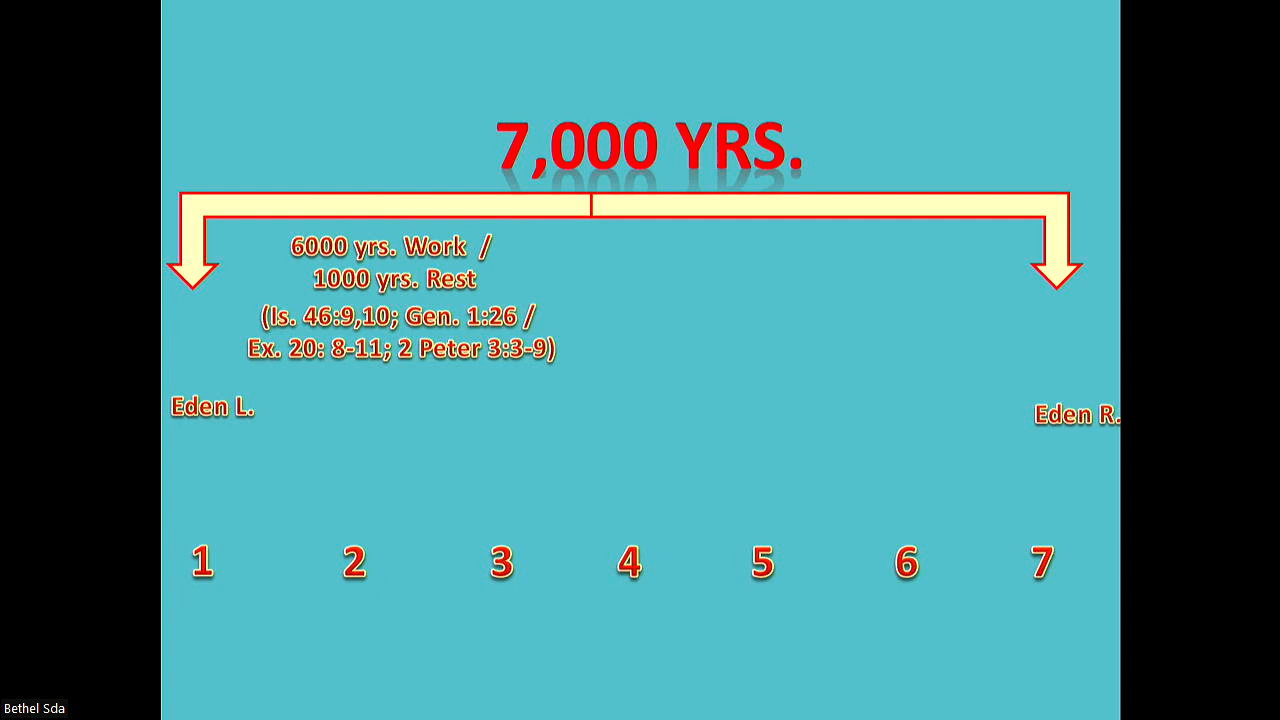 7,000 YRS.
6000 yrs. Work /
1000 yrs. Rest
(Is. 46:9,10; Gen. 1:26 /
Ex. 20: 8-11; 2 Peter 3:3-9)
Eden L.
Eden R.
1 2 3 4 5 6 7
Bethel Sda